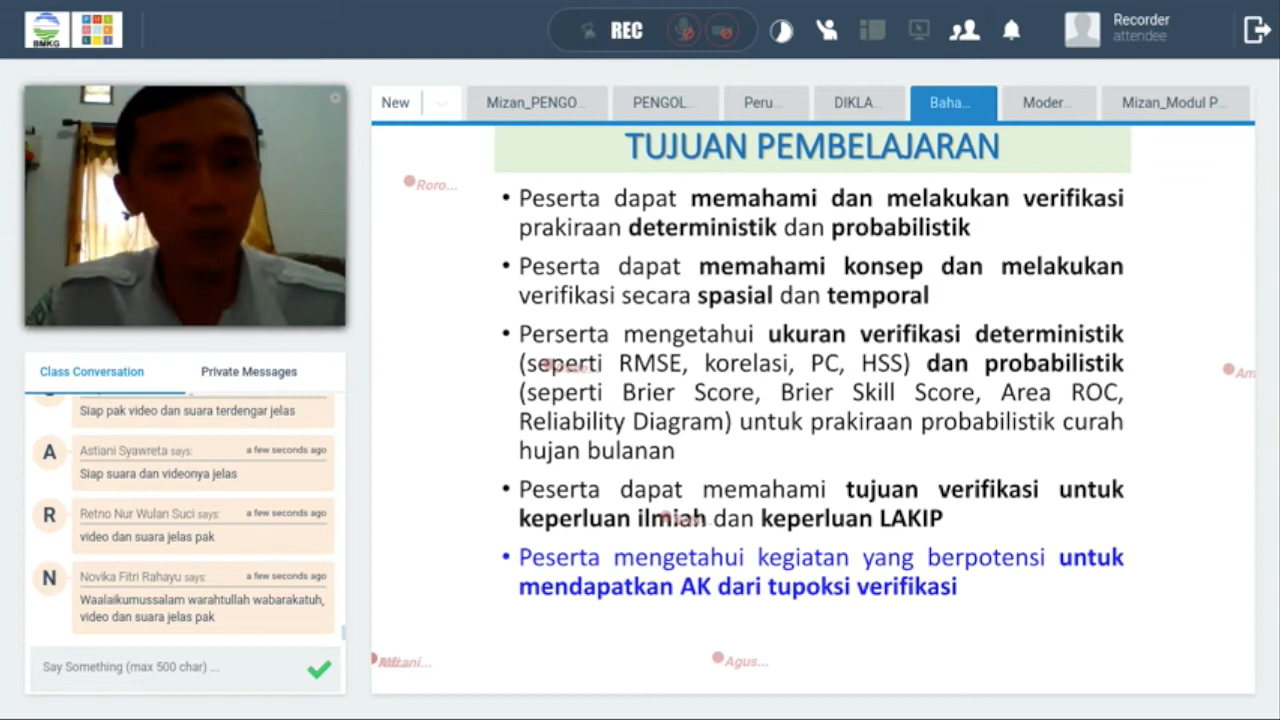 BMKG
REC
Recorder
attendee
New
Mizan_PENGO...
PENGOL...
Peru...
DIKLA...
Baha...
Moder...
Mizan_Modul P...
TUJUAN PEMBELAJARAN
Roro...
• Peserta dapat memahami dan melakukan verifikasi
prakiraan deterministik dan probabilistik
• Peserta dapat memahami konsep dan melakukan
verifikasi secara spasial dan temporal
• Perserta mengetahui ukuran verifikasi deterministik
(seperti RMSE, korelasi, PC, HSS) dan probabilistik
(seperti Brier Score, Brier Skill Score, Area ROC,
Reliability Diagram) untuk prakiraan probabilistik curah
hujan bulanan
• Peserta dapat memahami tujuan verifikasi untuk
keperluan ilmiah dan keperluan LAKIP
• Peserta mengetahui kegiatan yang berpotensi untuk
mendapatkan AK dari tupoksi verifikasi
Am
Agus...
Class Conversation
Private Messages
Siap pak video dan suara terdengar jelas
A
Astiani Syawreta says:
a few seconds ago
Siap suara dan videonya jelas
R
Retno Nur Wulan Suci says:
a few seconds ago
video dan suara jelas pak
N
Novika Fitri Rahayu says:
a few seconds ago
Waalaikumussalam warahtullah wabarakatuh,
video dan suara jelas pak
Say Something (max 500 char) ...